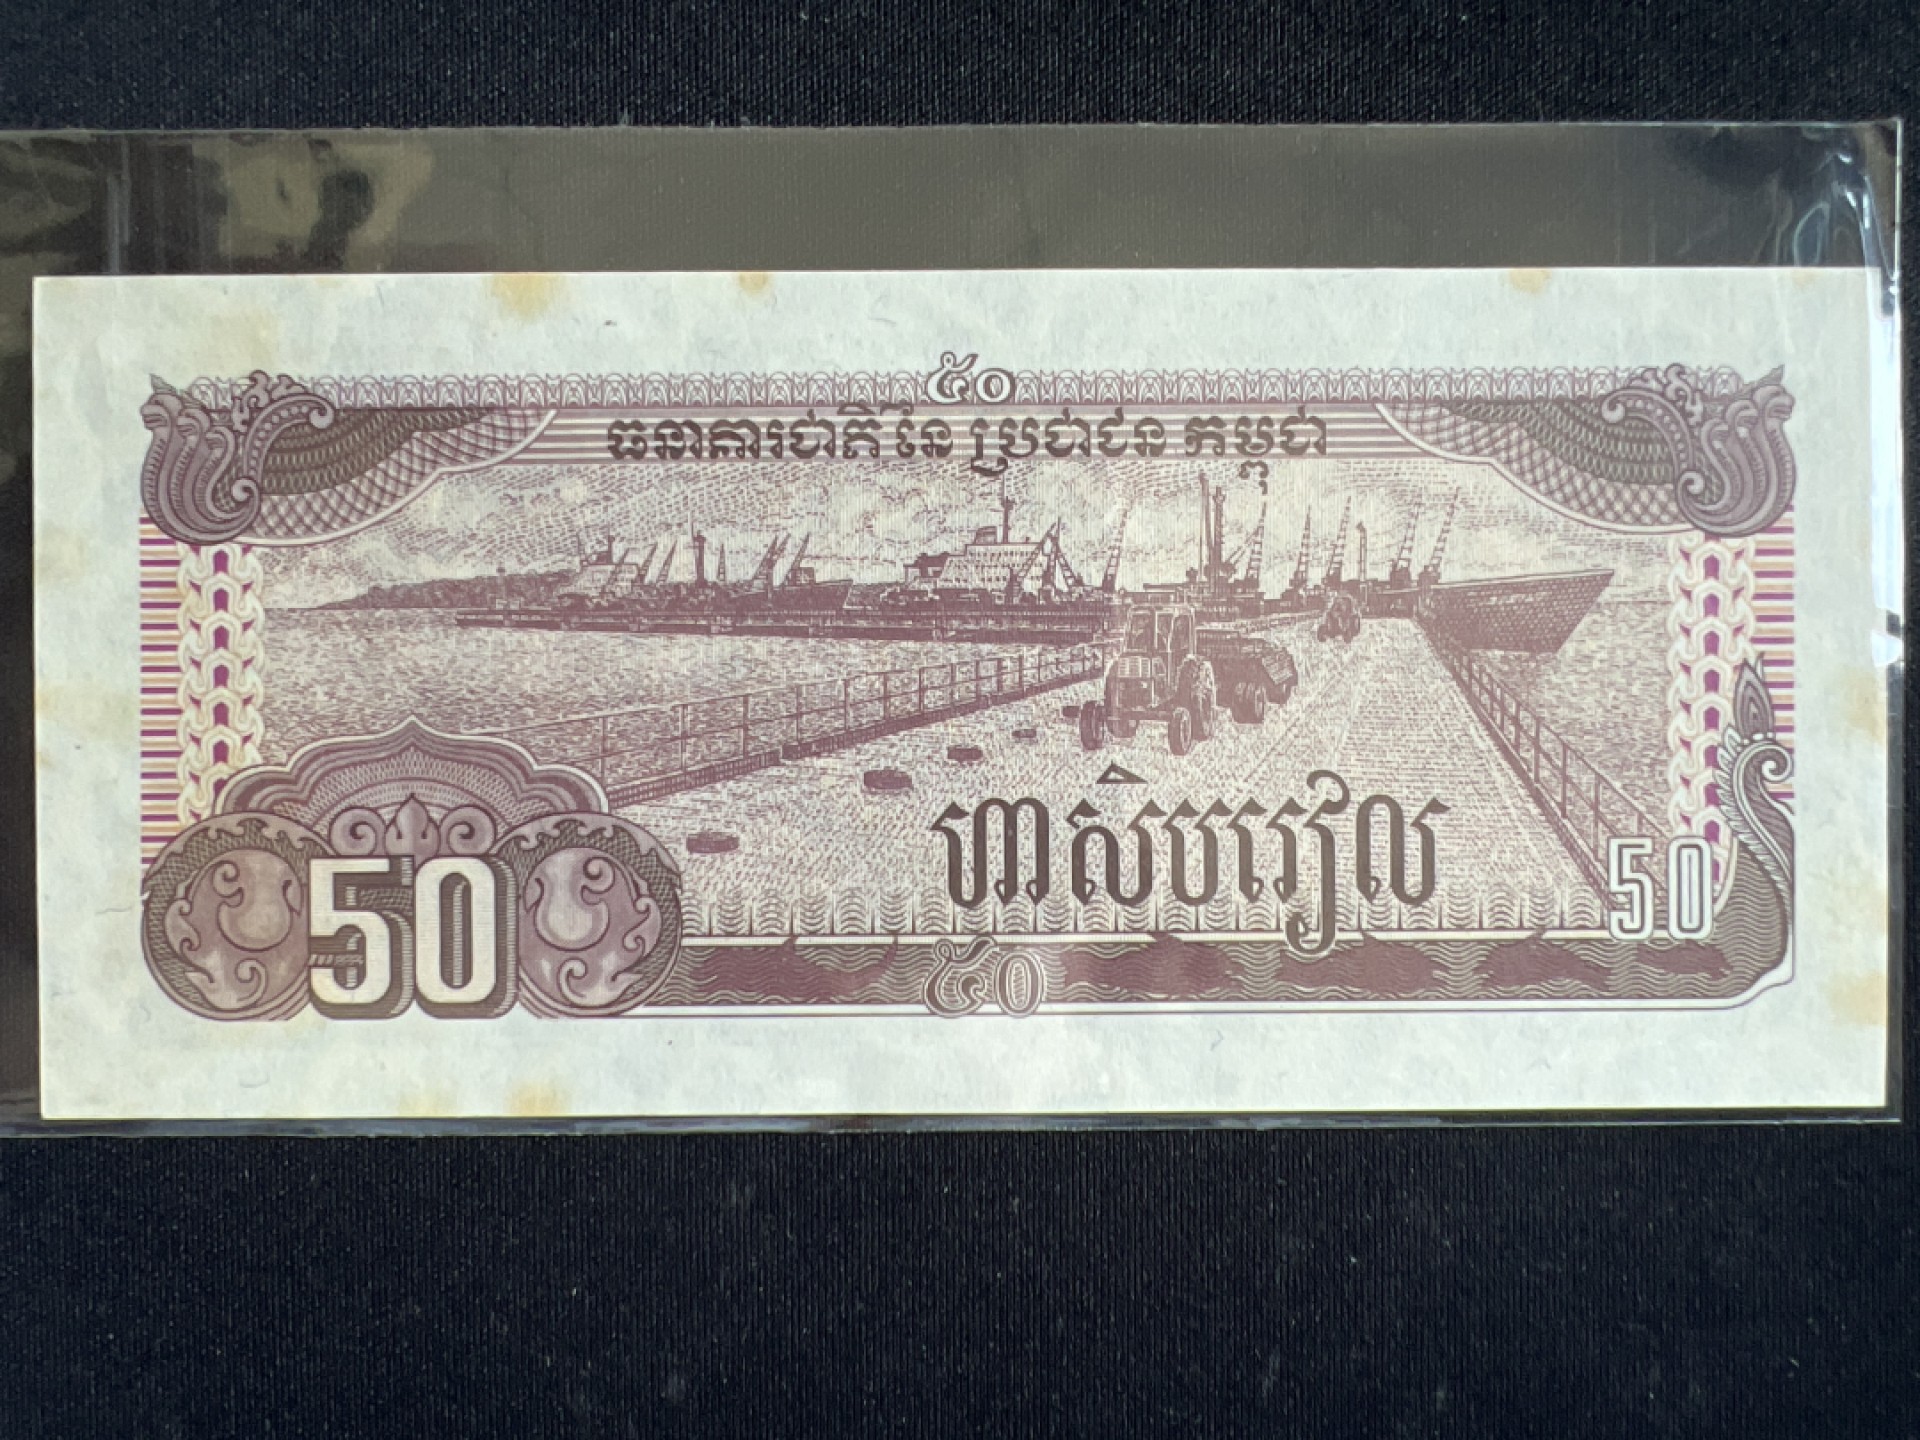 ៥០
ធនាគារជាតិ នៃ ប្រជាជន កម្ពុជា
ហាសិបរៀល
50
50
៥០